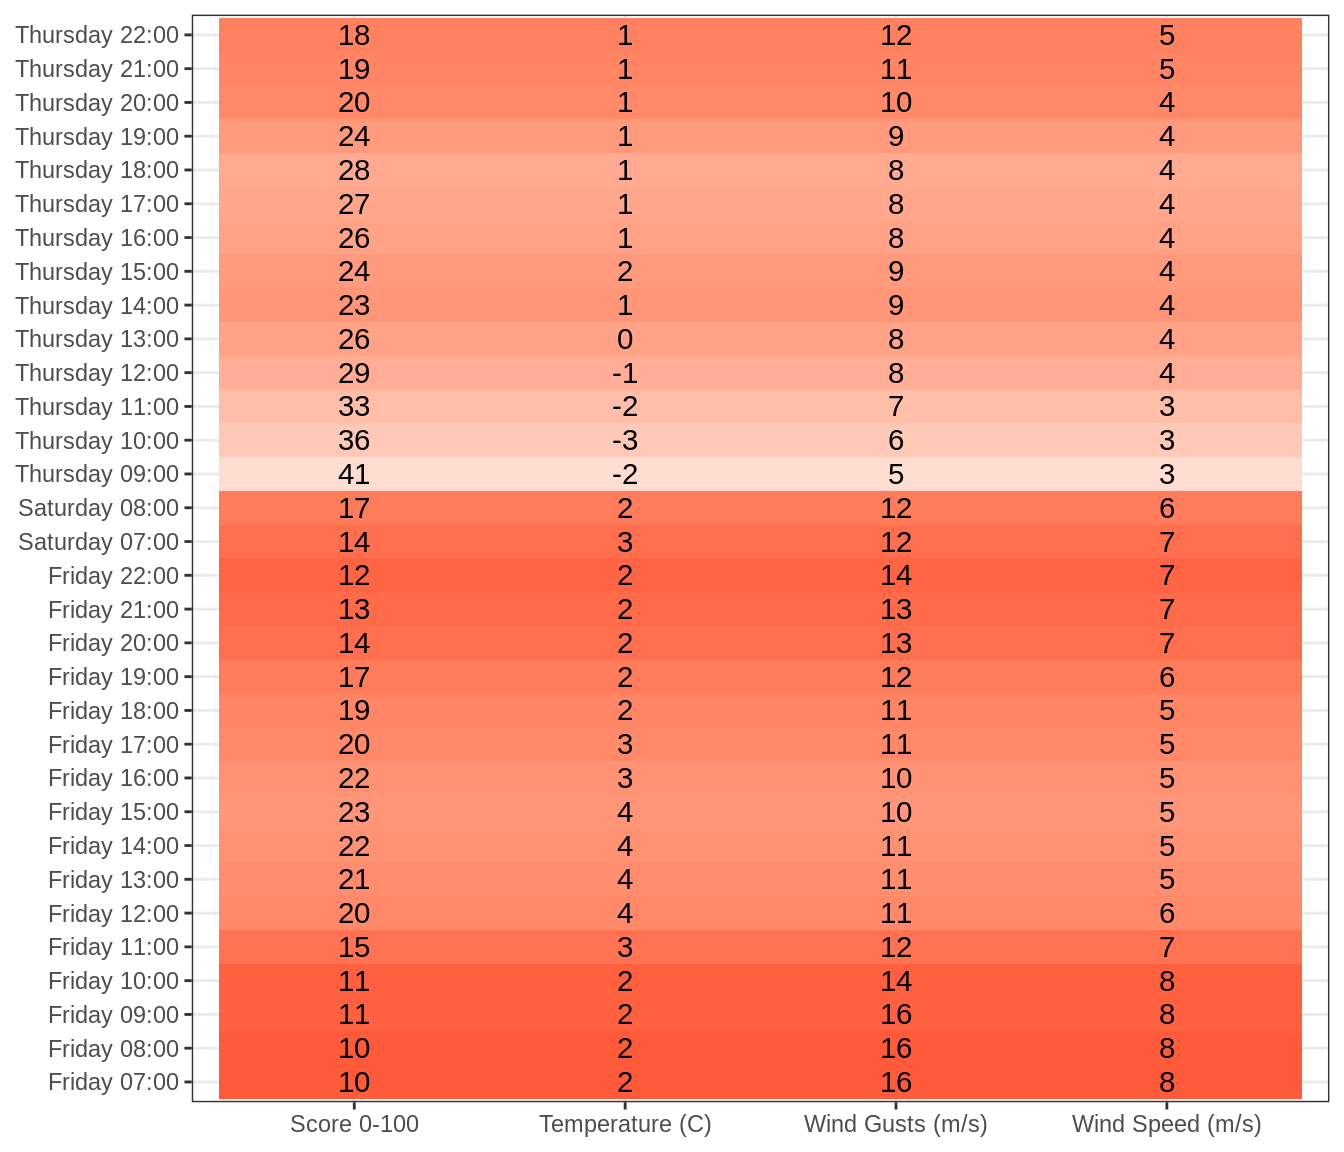 Thursday 22:00 18 1 12 5
Thursday 21:00 19 1 11 5
Thursday 20:00 20 1 10 4
Thursday 19:00 24 1 9 4
Thursday 18:00 28 1 8 4
Thursday 17:00 27 1 8 4
Thursday 16:00 26 1 8 4
Thursday 15:00 24 2 9 4
Thursday 14:00 23 1 9 4
Thursday 13:00 26 0 8 4
Thursday 12:00 29 -1 8 4
Thursday 11:00 33 -2 7 3
Thursday 10:00 36 -3 6 3
Thursday 09:00 41 -2 5 3
Saturday 08:00 17 2 12 6
Saturday 07:00 14 3 12 7
Friday 22:00 12 2 14 7
Friday 21:00 13 2 13 7
Friday 20:00 14 2 13 7
Friday 19:00 17 2 12 6
Friday 18:00 19 2 11 5
Friday 17:00 20 3 11 5
Friday 16:00 22 3 10 5
Friday 15:00 23 4 10 5
Friday 14:00 22 4 11 5
Friday 13:00 21 4 11 5
Friday 12:00 20 4 11 6
Friday 11:00 15 3 12 7
Friday 10:00 11 2 14 8
Friday 09:00 11 2 16 8
Friday 08:00 10 2 16 8
Friday 07:00 10 2 16 8
Score 0-100 Temperature (C) Wind Gusts (m/s) Wind Speed (m/s)